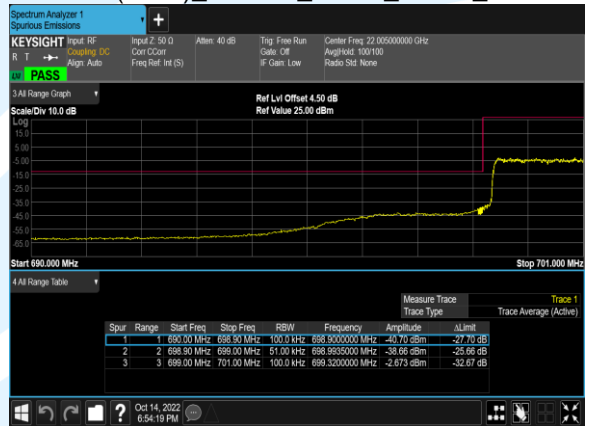 Spectrum Analyzer 1
Spurious Emissions
+
KEYSIGHT Input: RF Input Z: 50 Ω Atten: 40 dB Trig: Free Run Center Freq: 22.005000000 GHz
R T Coupling: DC Corr CCorr Gate: Off Avg|Hold: 100/100
Align: Auto Freq Ref: Int (S) IF Gain: Low Radio Std: None
LXI PASS
3 All Range Graph
Ref Lvl Offset 4.50 dB
Scale/Div 10.0 dB Ref Value 25.00 dBm
Log
15.0
5.00
-5.00
-15.0
-25.0
-35.0
-45.0
-55.0
-65.0
Start 690.000 MHz Stop 701.000 MHz
4 All Range Table
Measure Trace Trace 1
Trace Type Trace Average (Active)
Spur Range Start Freq Stop Freq RBW Frequency Amplitude ΔLimit
1 1 690.00 MHz 698.90 MHz 100.0 kHz 698.9000000 MHz -40.70 dBm -27.70 dB
2 2 698.90 MHz 699.00 MHz 51.00 kHz 698.9935000 MHz -38.66 dBm -25.66 dB
3 3 699.00 MHz 701.00 MHz 100.0 kHz 699.3200000 MHz -2.673 dBm -32.67 dB
? Oct 14, 2022
6:54:19 PM